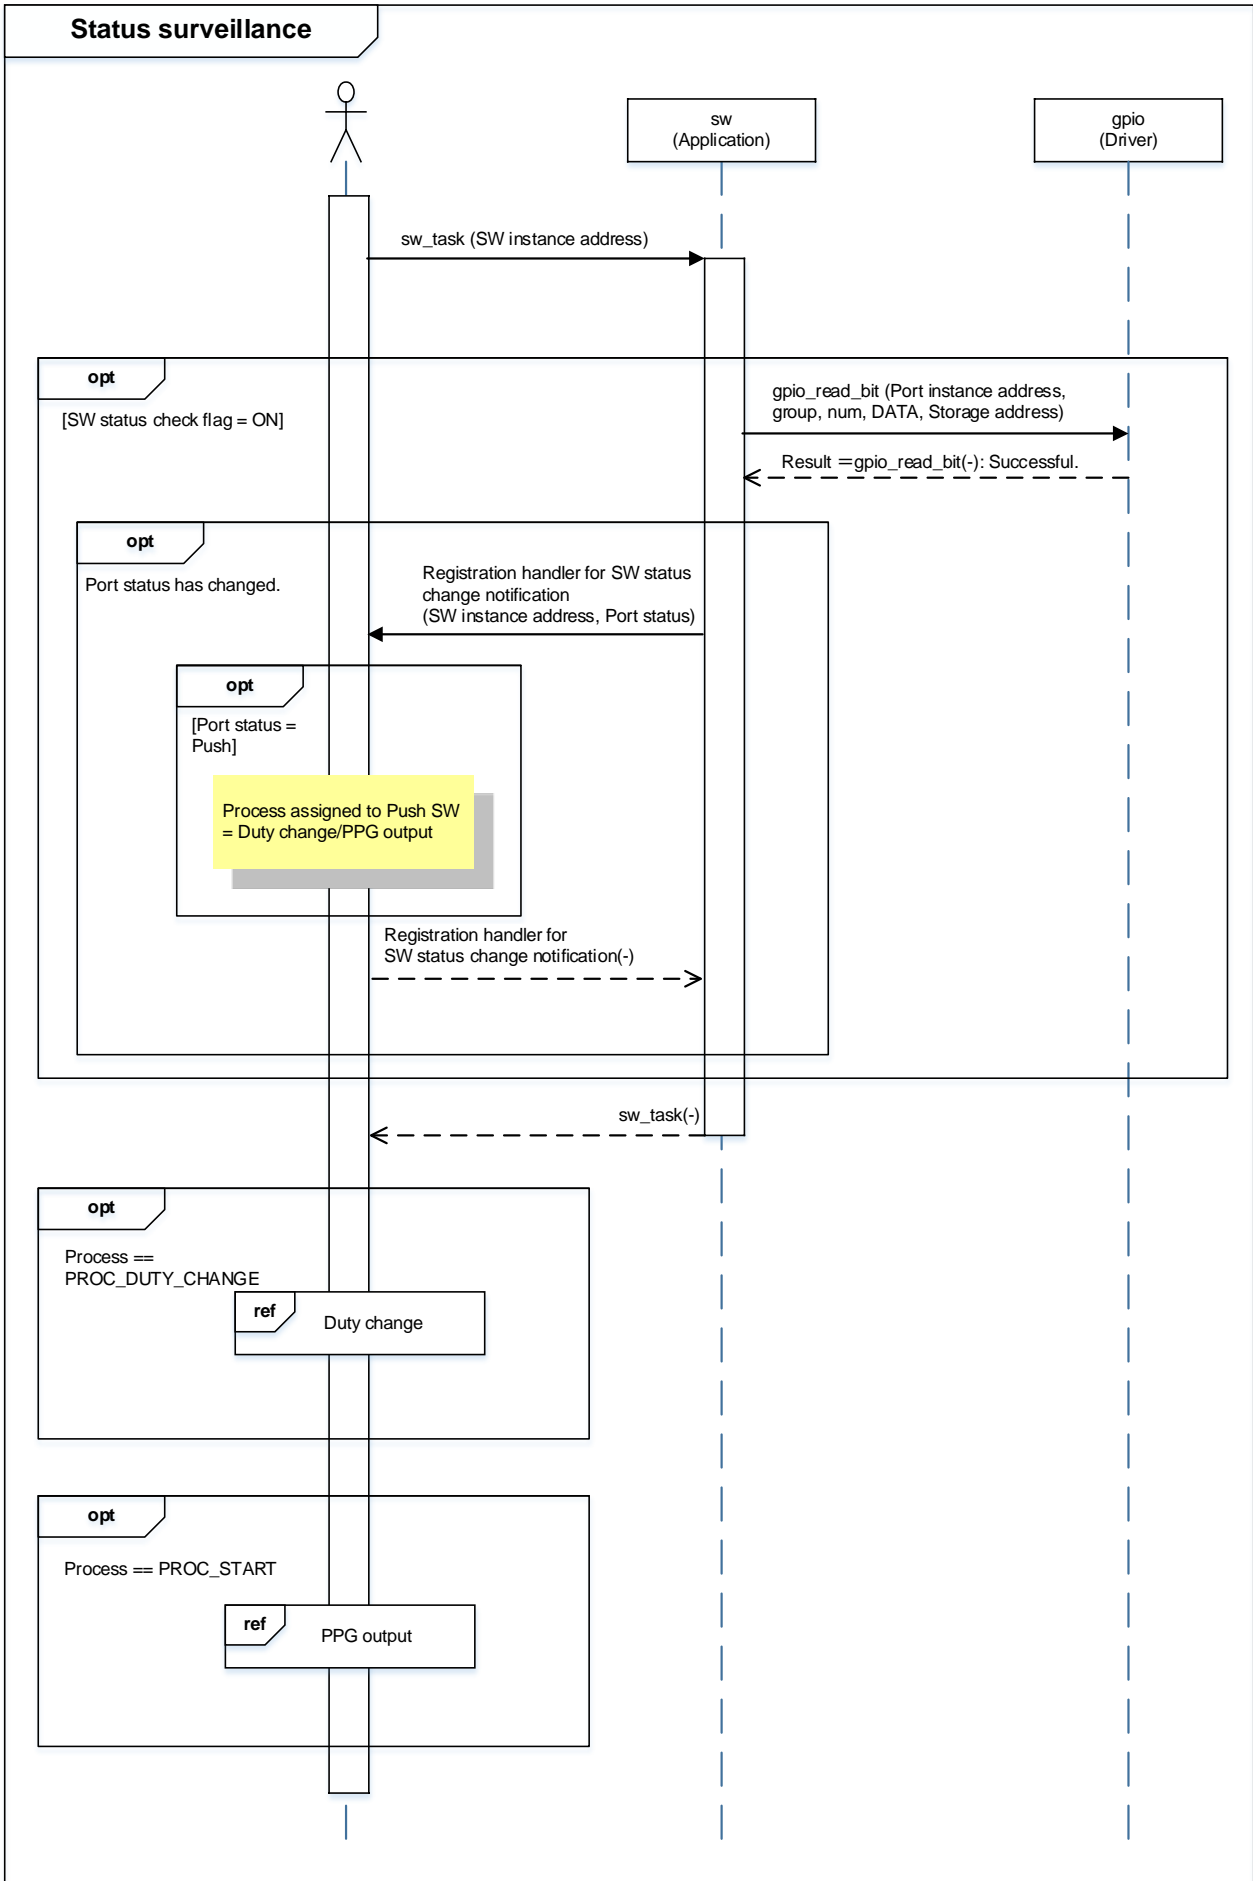 Status surveillance
sw
(Application)
gpio
(Driver)
sw_task (SW instance address)
opt
[SW status check flag = ON]
gpio_read_bit (Port instance address,
group, num, DATA, Storage address)
Result ＝gpio_read_bit(-): Successful.
opt
Port status has changed.
Registration handler for SW status
change notification
(SW instance address, Port status)
opt
[Port status =
Push]
Process assigned to Push SW
= Duty change/PPG output
Registration handler for
SW status change notification(-)
sw_task(-)
opt
Process ==
PROC_DUTY_CHANGE
ref
Duty change
opt
Process == PROC_START
ref
PPG output